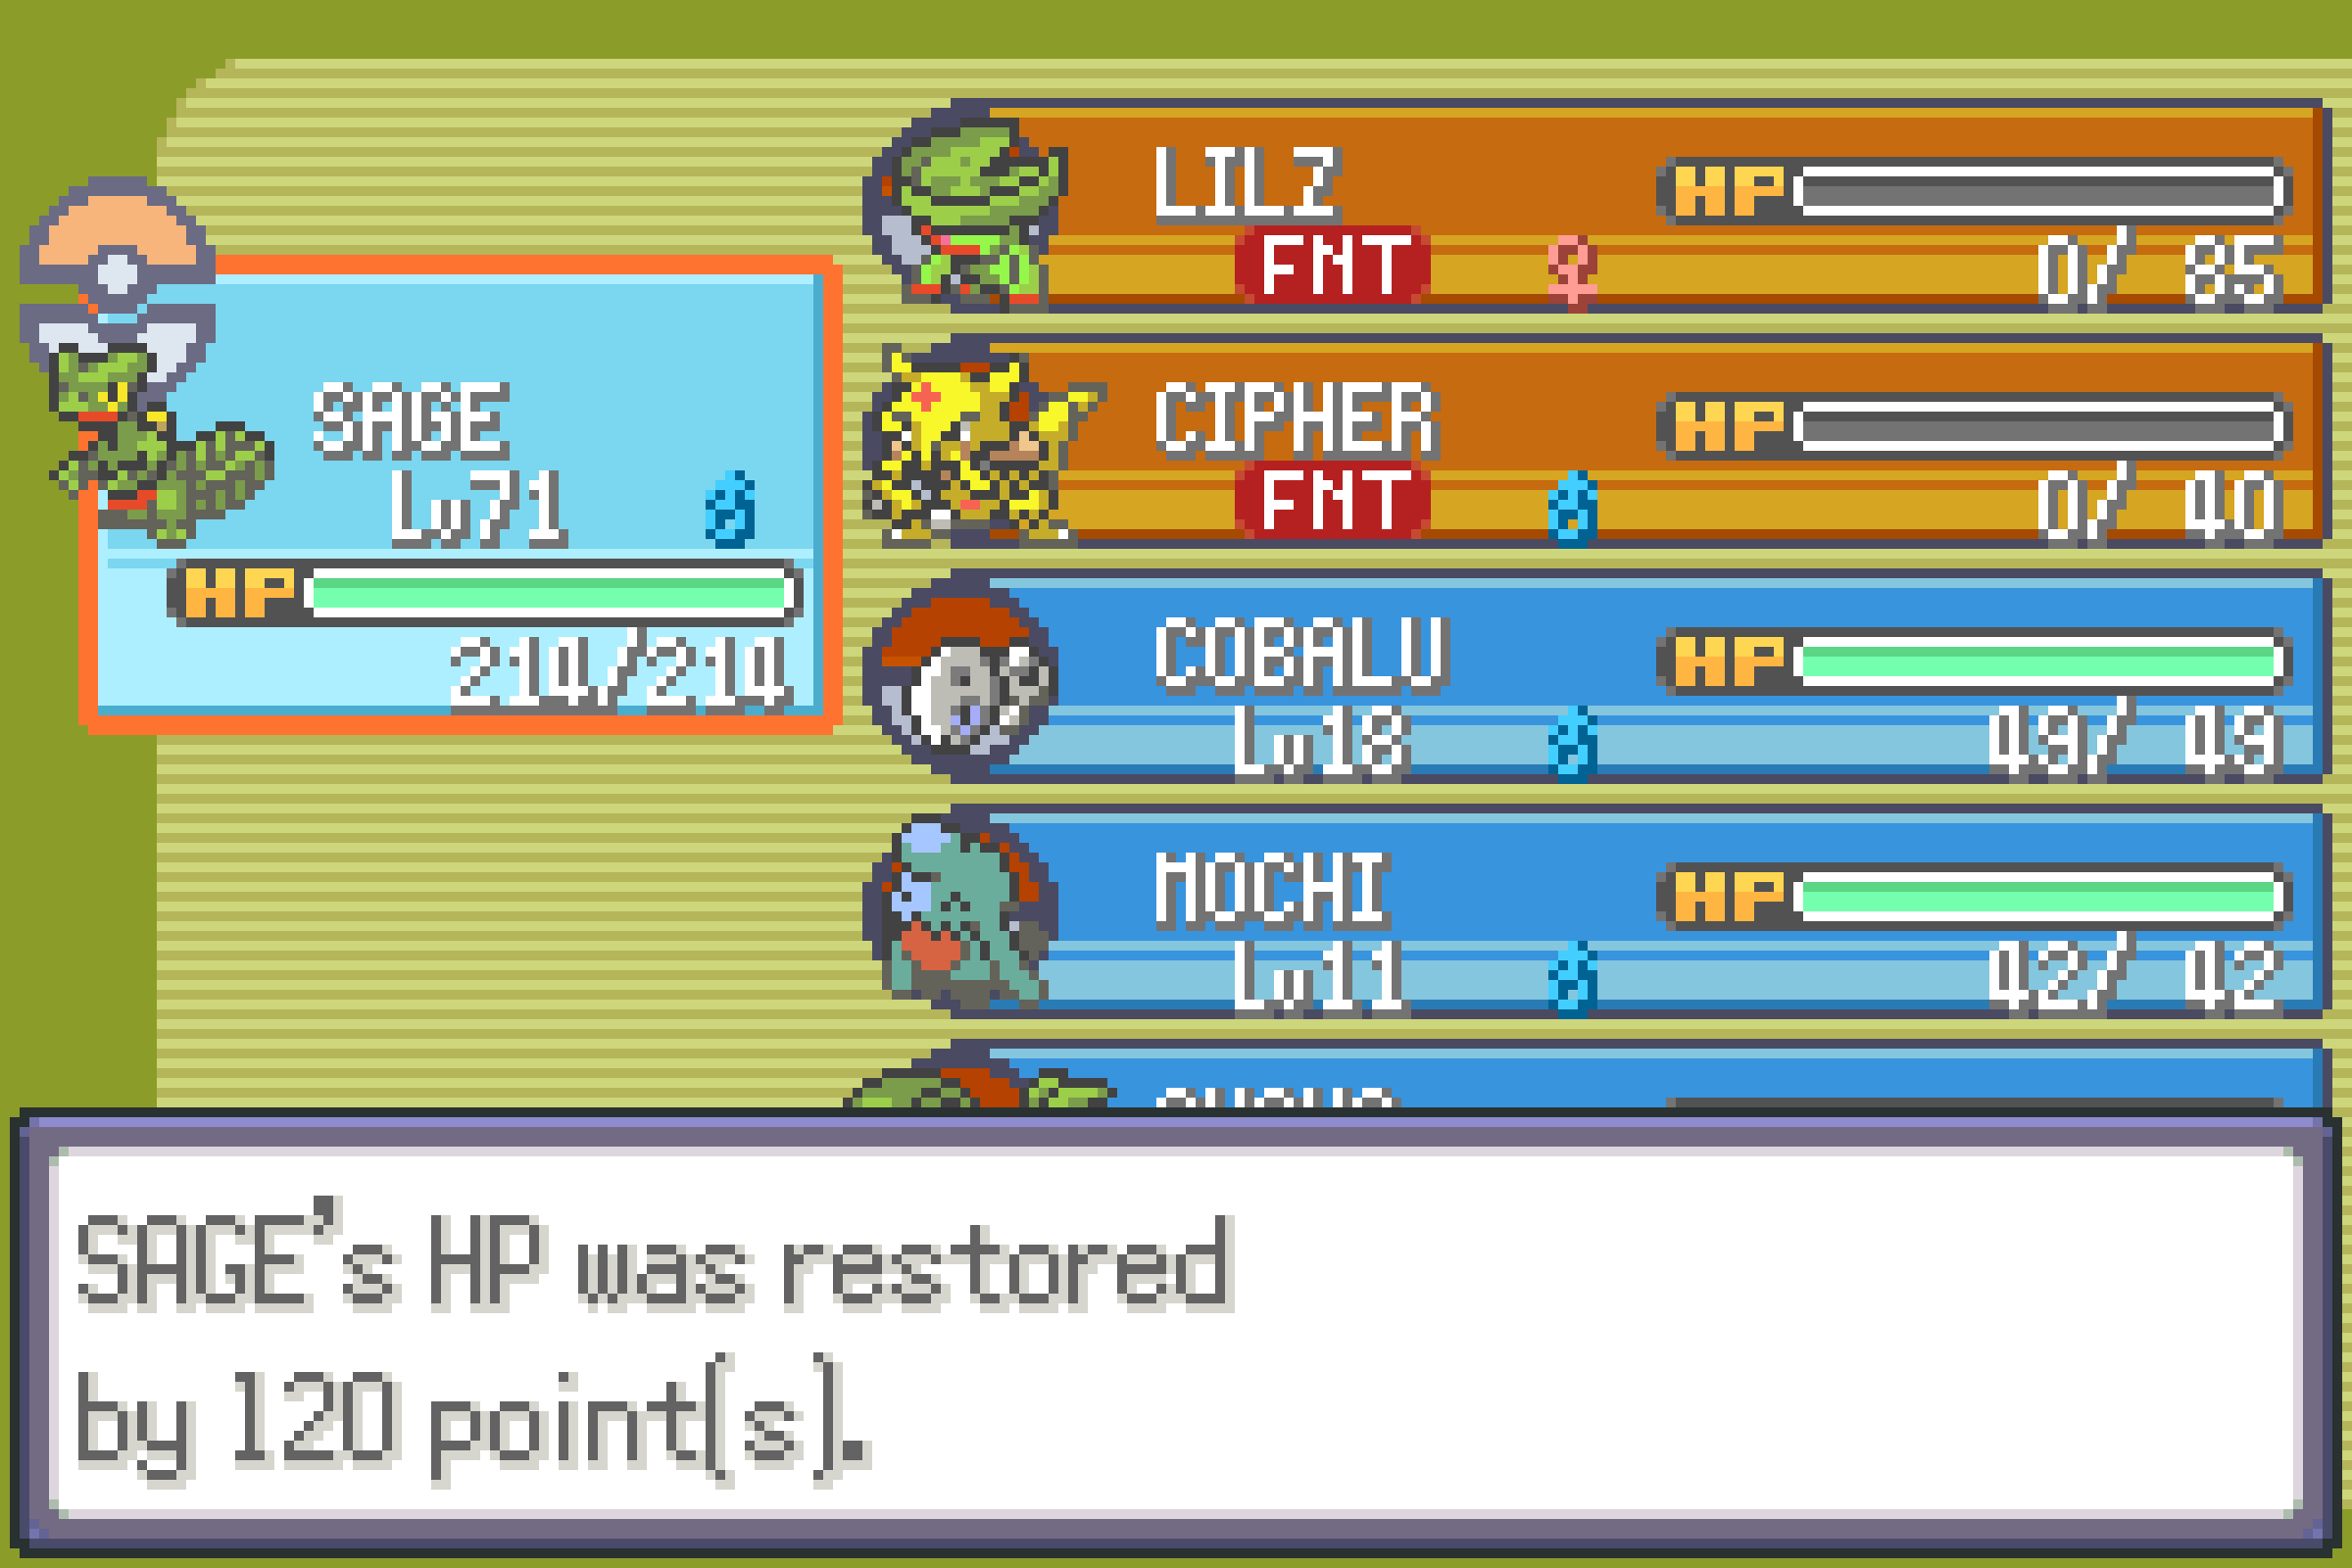 SAGE
Lv71 ♂
HP
214/214
LILZ
HP
FNT ♀
0/ 85
CIPHER
HP
FNT ♂
0/ 40
COBALU
HP
Lv18 ♂
49/ 49
MOCHI
HP
Lv11 ♂
42/ 42
SAGE's HP was restored
by 120 point(s).